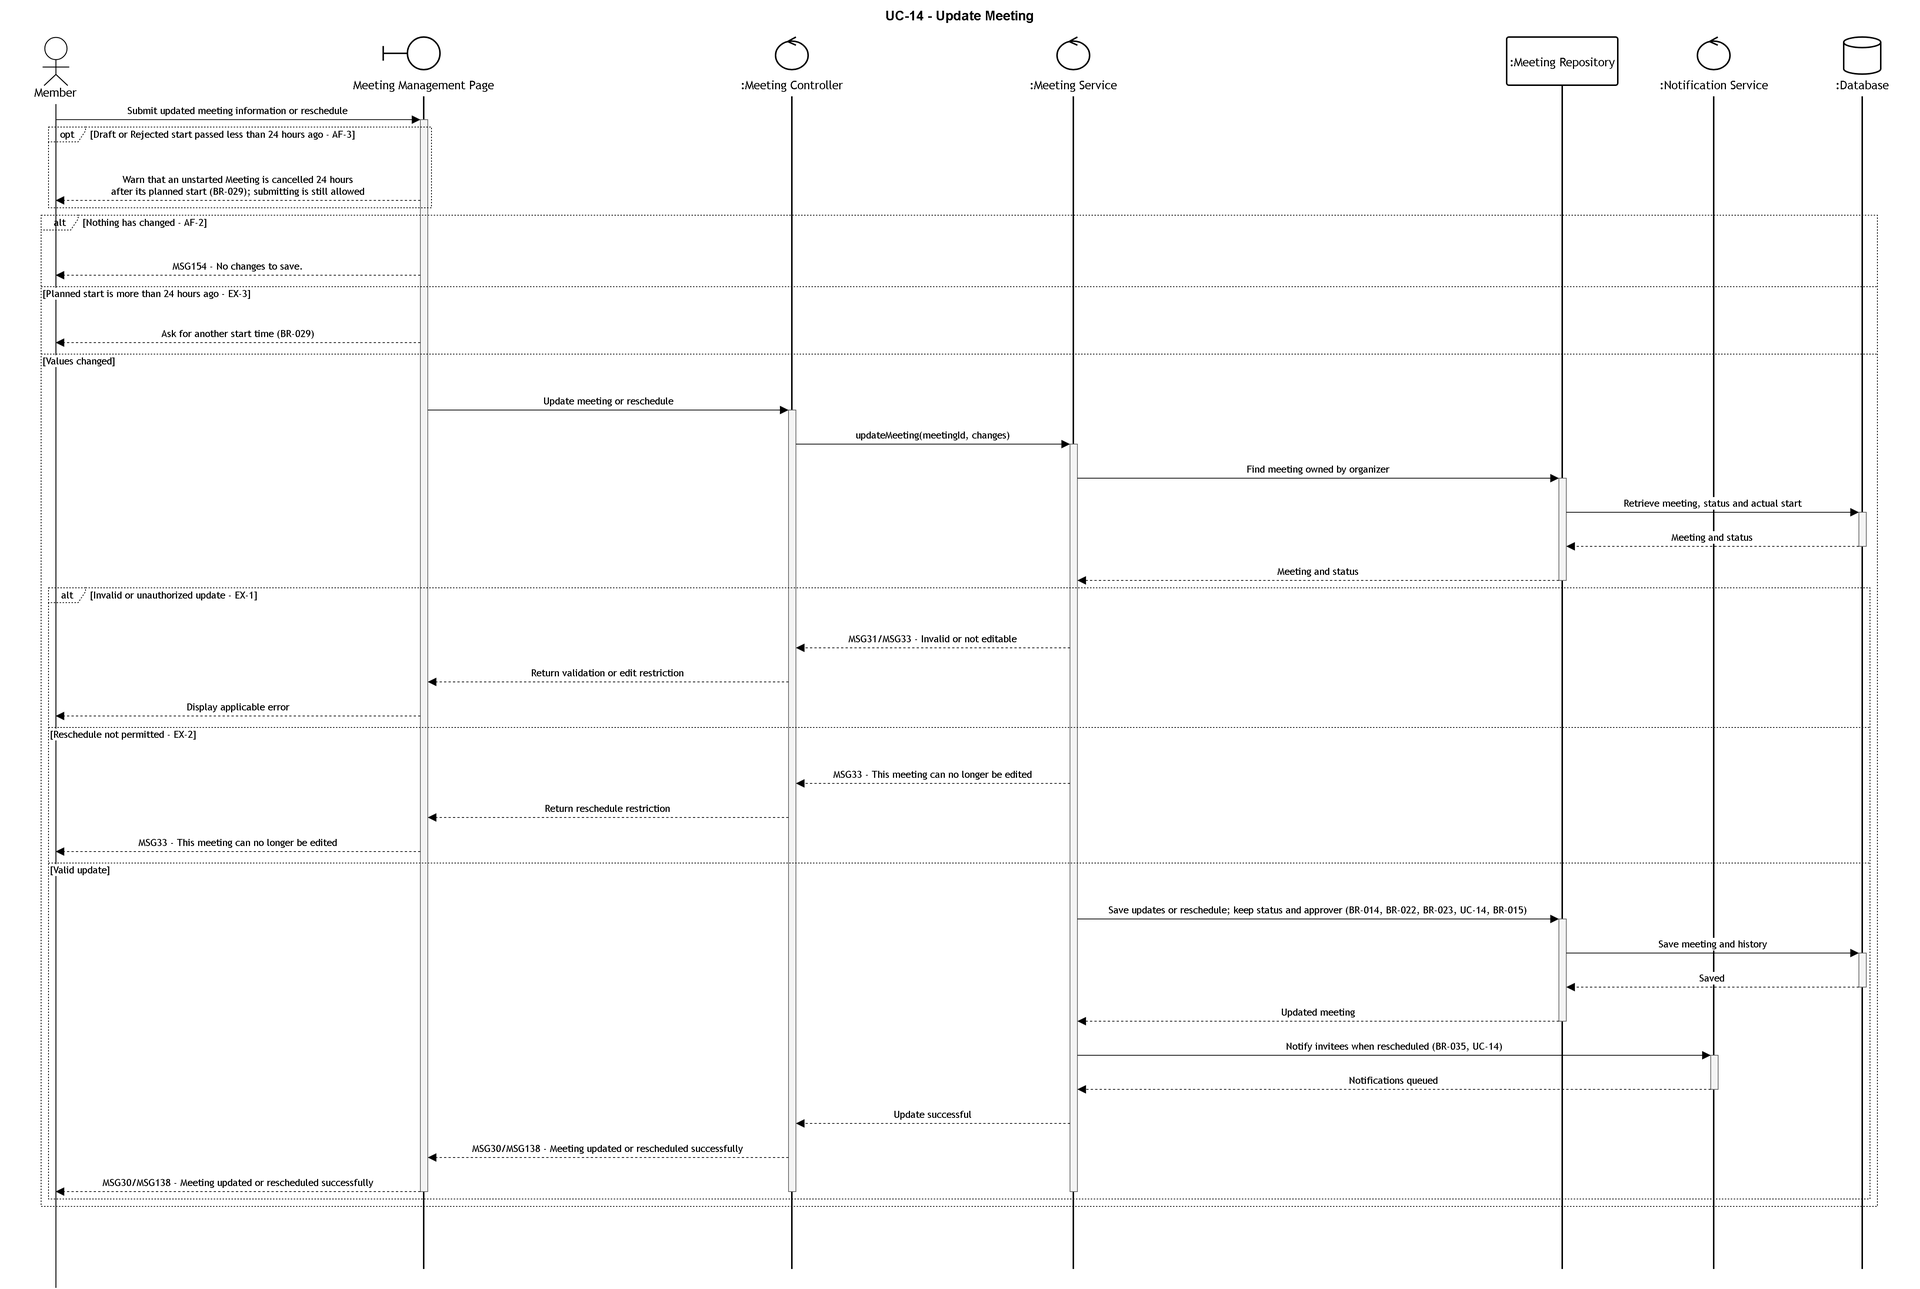 UC-14 - Update Meeting
Member
Meeting Management Page
:Meeting Controller
:Meeting Service
:Meeting Repository
:Notification Service
:Database
Submit updated meeting information or reschedule
opt
[Draft or Rejected start passed less than 24 hours ago - AF-3]
Warn that an unstarted Meeting is cancelled 24 hours
after its planned start (BR-029); submitting is still allowed
alt
[Nothing has changed - AF-2]
MSG154 - No changes to save.
[Planned start is more than 24 hours ago - EX-3]
Ask for another start time (BR-029)
[Values changed]
Update meeting or reschedule
updateMeeting(meetingId, changes)
Find meeting owned by organizer
Retrieve meeting, status and actual start
Meeting and status
Meeting and status
alt
[Invalid or unauthorized update - EX-1]
MSG31/MSG33 - Invalid or not editable
Return validation or edit restriction
Display applicable error
[Reschedule not permitted - EX-2]
MSG33 - This meeting can no longer be edited
Return reschedule restriction
MSG33 - This meeting can no longer be edited
[Valid update]
Save updates or reschedule; keep status and approver (BR-014, BR-022, BR-023, UC-14, BR-015)
Save meeting and history
Saved
Updated meeting
Notify invitees when rescheduled (BR-035, UC-14)
Notifications queued
Update successful
MSG30/MSG138 - Meeting updated or rescheduled successfully
MSG30/MSG138 - Meeting updated or rescheduled successfully